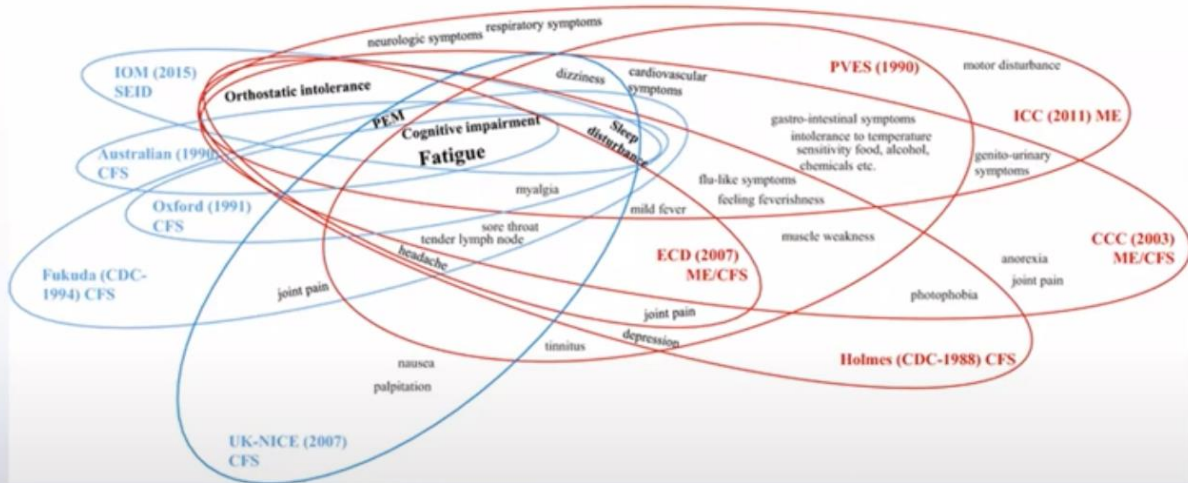 respiratory symptoms
neurologic symptoms
IOM (2015)
SEID
dizziness
cardiovascular
symptoms
PVES (1990)
motor disturbance
Orthostatic intolerance
ICC (2011) ME
PEM
Cognitive impairment
Fatigue
Sleep
disturbance
gastro-intestinal symptoms
intolerance to temperature
sensitivity food, alcohol,
chemicals etc.
Australian (1990)
CFS
genito-urinary
symptoms
flu-like symptoms
myalgia
feeling feverishness
Oxford (1991)
CFS
mild fever
sore throat
tender lymph node
muscle weakness
headache
ECD (2007)
ME/CFS
CCC (2003)
ME/CFS
anorexia
joint pain
Fukuda (CDC-
1994) CFS
joint pain
photophobia
joint pain
depression
tinnitus
Holmes (CDC-1988) CFS
nausea
palpitation
UK-NICE (2007)
CFS